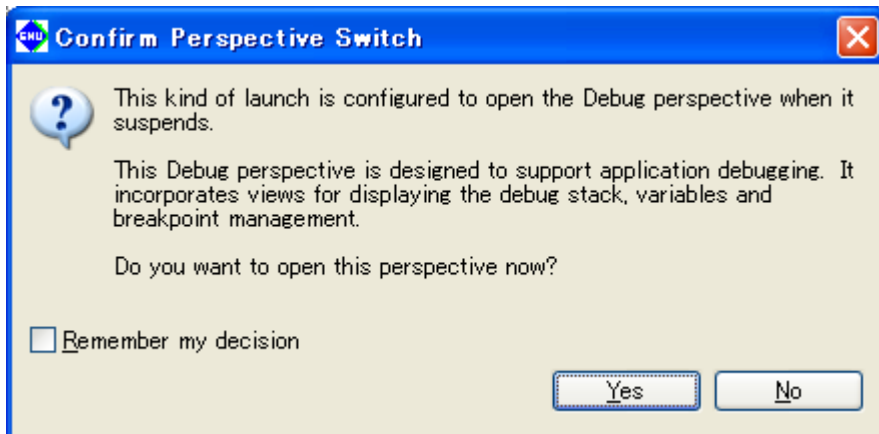 GNU Confirm Perspective Switch
This kind of launch is configured to open the Debug perspective when it
suspends.
This Debug perspective is designed to support application debugging. It
incorporates views for displaying the debug stack, variables and
breakpoint management.
Do you want to open this perspective now?
Remember my decision
Yes
No